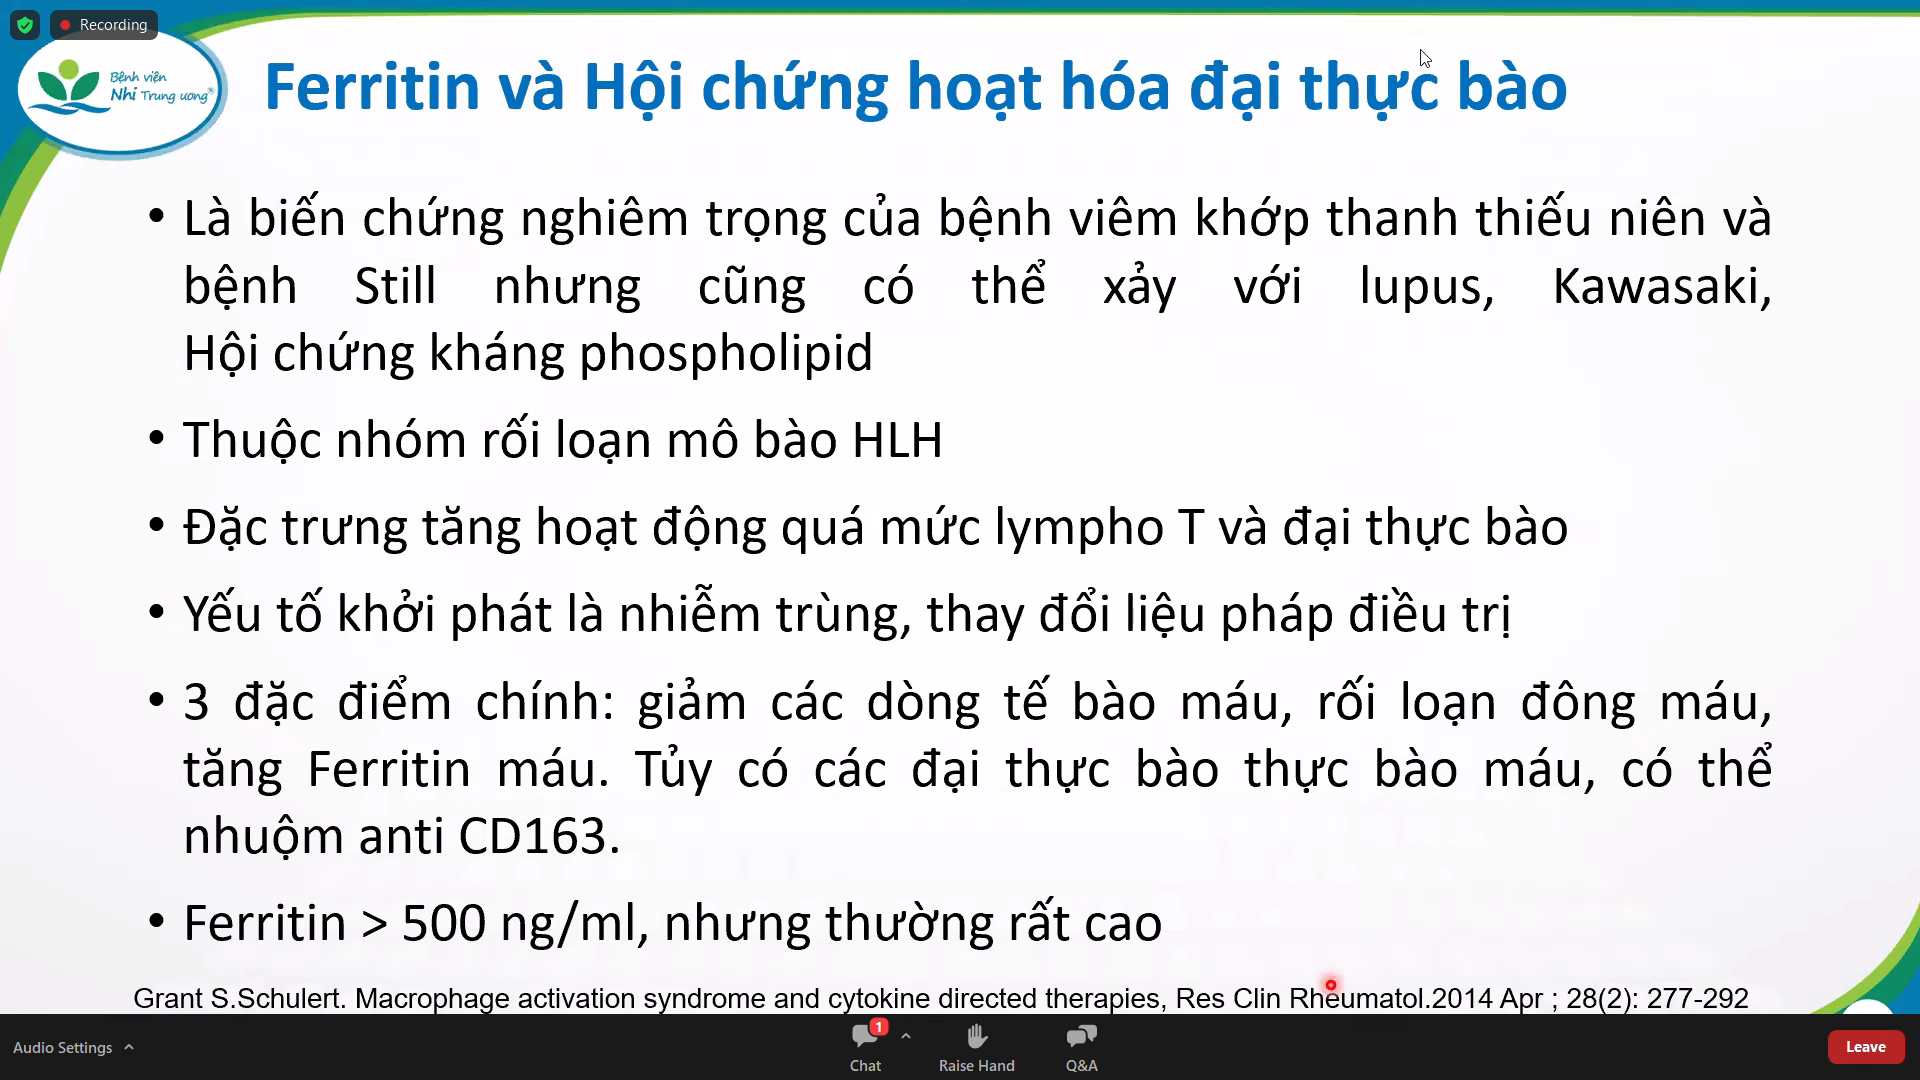 Recording
Bệnh viện
Nhi Trung ương®
Ferritin và Hội chứng hoạt hóa đại thực bào
• Là biến chứng nghiêm trọng của bệnh viêm khớp thanh thiếu niên và
bệnh Still nhưng cũng có thể xảy với lupus, Kawasaki,
Hội chứng kháng phospholipid
• Thuộc nhóm rối loạn mô bào HLH
• Đặc trưng tăng hoạt động quá mức lympho T và đại thực bào
• Yếu tố khởi phát là nhiễm trùng, thay đổi liệu pháp điều trị
• 3 đặc điểm chính: giảm các dòng tế bào máu, rối loạn đông máu,
tăng Ferritin máu. Tủy có các đại thực bào thực bào máu, có thể
nhuộm anti CD163.
• Ferritin > 500 ng/ml, nhưng thường rất cao
Grant S.Schulert. Macrophage activation syndrome and cytokine directed therapies, Res Clin Rheumatol.2014 Apr ; 28(2): 277-292
Audio Settings
1
Chat
Raise Hand
Q&A
Leave